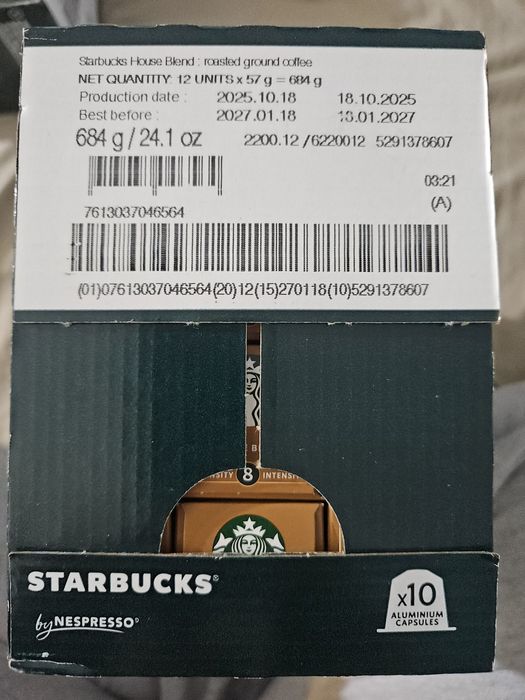 Starbucks House Blend : roasted ground coffee
NET QUANTITY: 12 UNITS x 57 g = 684 g
Production date : 2025.10.18 18.10.2025
Best before : 2027.01.18 18.01.2027
684 g / 24.1 oz 2200.12 /6220012 5291378607
03:21
(A)
7613037046564
(01)07613037046564(20)12(15)270118(10)5291378607
B
NSITY 8 INTENSI
STARBUCKS®
by NESPRESSO®
x10
ALUMINIUM
CAPSULES